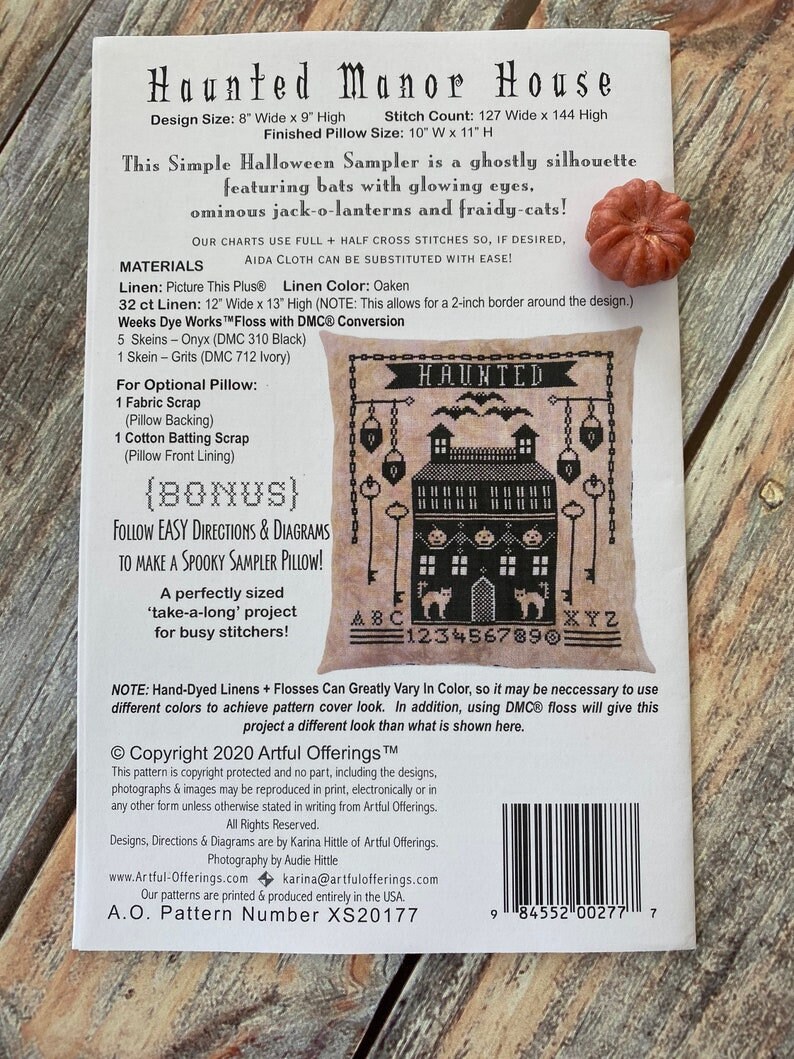 Haunted Manor House
Design Size: 8" Wide x 9" High Stitch Count: 127 Wide x 144 High
Finished Pillow Size: 10" W x 11" H
This Simple Halloween Sampler is a ghostly silhouette
featuring bats with glowing eyes,
ominous jack-o-lanterns and fraidy-cats!
Our charts use full + half cross stitches so, if desired,
Aida Cloth can be substituted with ease!
MATERIALS
Linen: Picture This Plus® Linen Color: Oaken
32 ct Linen: 12" Wide x 13" High (NOTE: This allows for a 2-inch border around the design.)
Weeks Dye Works™Floss with DMC® Conversion
5 Skeins – Onyx (DMC 310 Black)
1 Skein – Grits (DMC 712 Ivory)
For Optional Pillow:
1 Fabric Scrap
(Pillow Backing)
1 Cotton Batting Scrap
(Pillow Front Lining)
{BONUS}
Follow EASY Directions & Diagrams
to make a Spooky Sampler Pillow!
A perfectly sized
'take-a-long' project
for busy stitchers!
HAUNTED
ABC XYZ
1234567890
NOTE: Hand-Dyed Linens + Flosses Can Greatly Vary In Color, so it may be neccessary to use
different colors to achieve pattern cover look. In addition, using DMC® floss will give this
project a different look than what is shown here.
© Copyright 2020 Artful Offerings™
This pattern is copyright protected and no part, including the designs,
photographs & images may be reproduced in print, electronically or in
any other form unless otherwise stated in writing from Artful Offerings.
All Rights Reserved.
Designs, Directions & Diagrams are by Karina Hittle of Artful Offerings.
Photography by Audie Hittle
www.Artful-Offerings.com karina@artfulofferings.com
Our patterns are printed & produced entirely in the USA.
A.O. Pattern Number XS20177
9 84552 00277 7